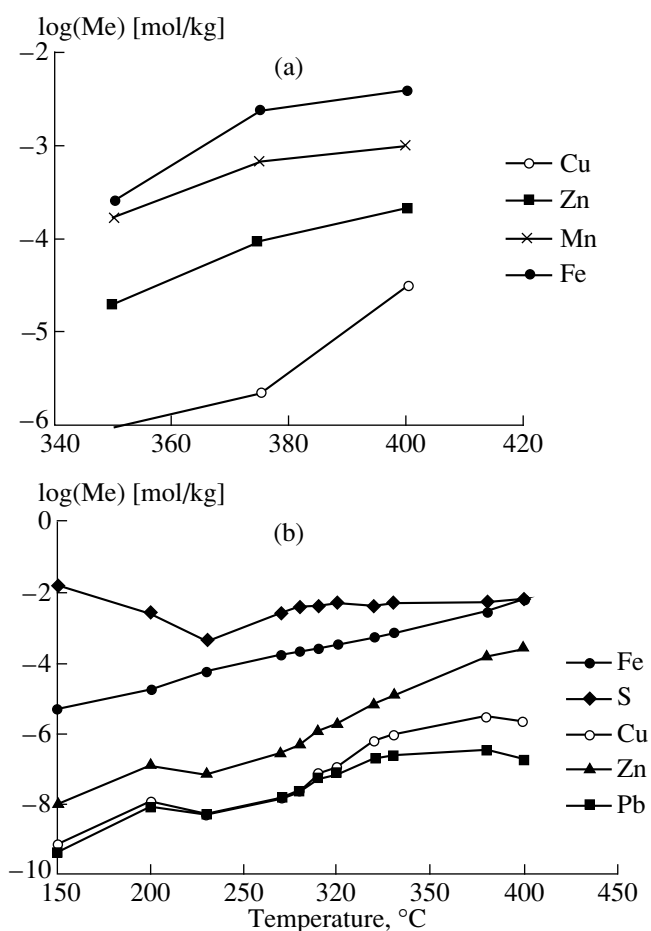 log(Me) [mol/kg]
(a)
−2
−3
−4
−5
−6
340 360 380 400 420
Cu
Zn
Mn
Fe
log(Me) [mol/kg]
(b)
0
−2
−4
−6
−8
−10
150 200 250 320 350 400 450
Temperature, °C
Fe
S
Cu
Zn
Pb